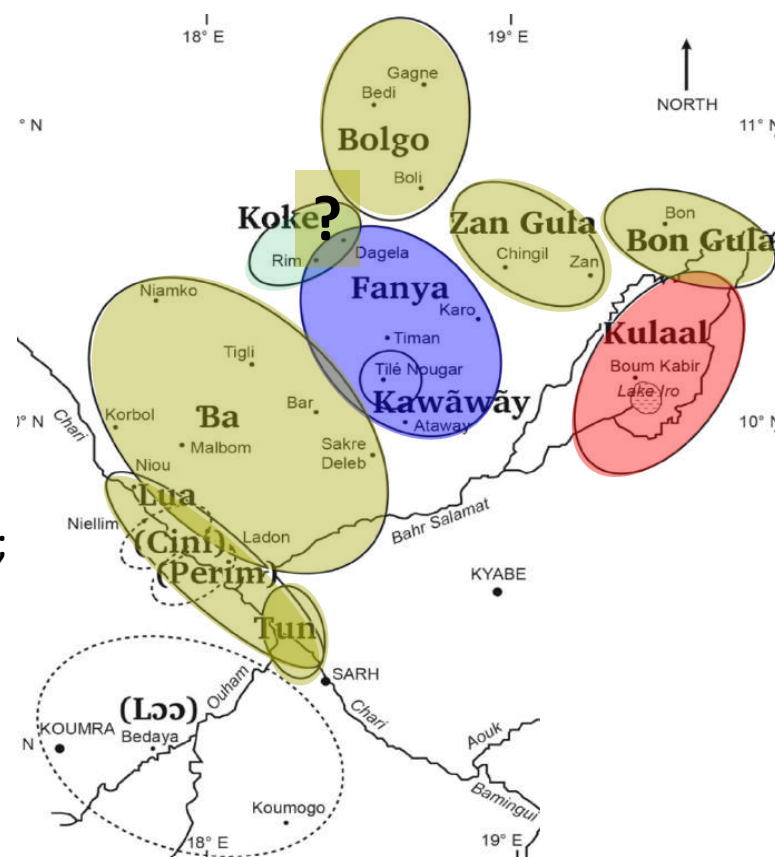 18° E
19° E
NORTH
° N
11° N
Gagne
Bedi
Bolgo
Boli
Koke
?
Rim
Dagela
Zan Gula
Chingil
Zan
Bon
Bon Gula
Niamko
Fanya
Karo
Timan
Tilé Nougar
Kawãwãy
Ataway
Kulaal
Boum Kabir
Lake Iro
Tigli
Bar
Korbol
Ɓa
Malbom
Sakre
Deleb
° N
10° N
Chari
Niou
Lua
Niellim
(Cini)
Ladon
(Perim)
Bahr Salamat
;
KYABE
Tun
SARH
Ouham
Chari
(Lɔɔ)
KOUMRA
Bedaya
N
Aouk
Bamingui
Koumogo
18° E
19° E